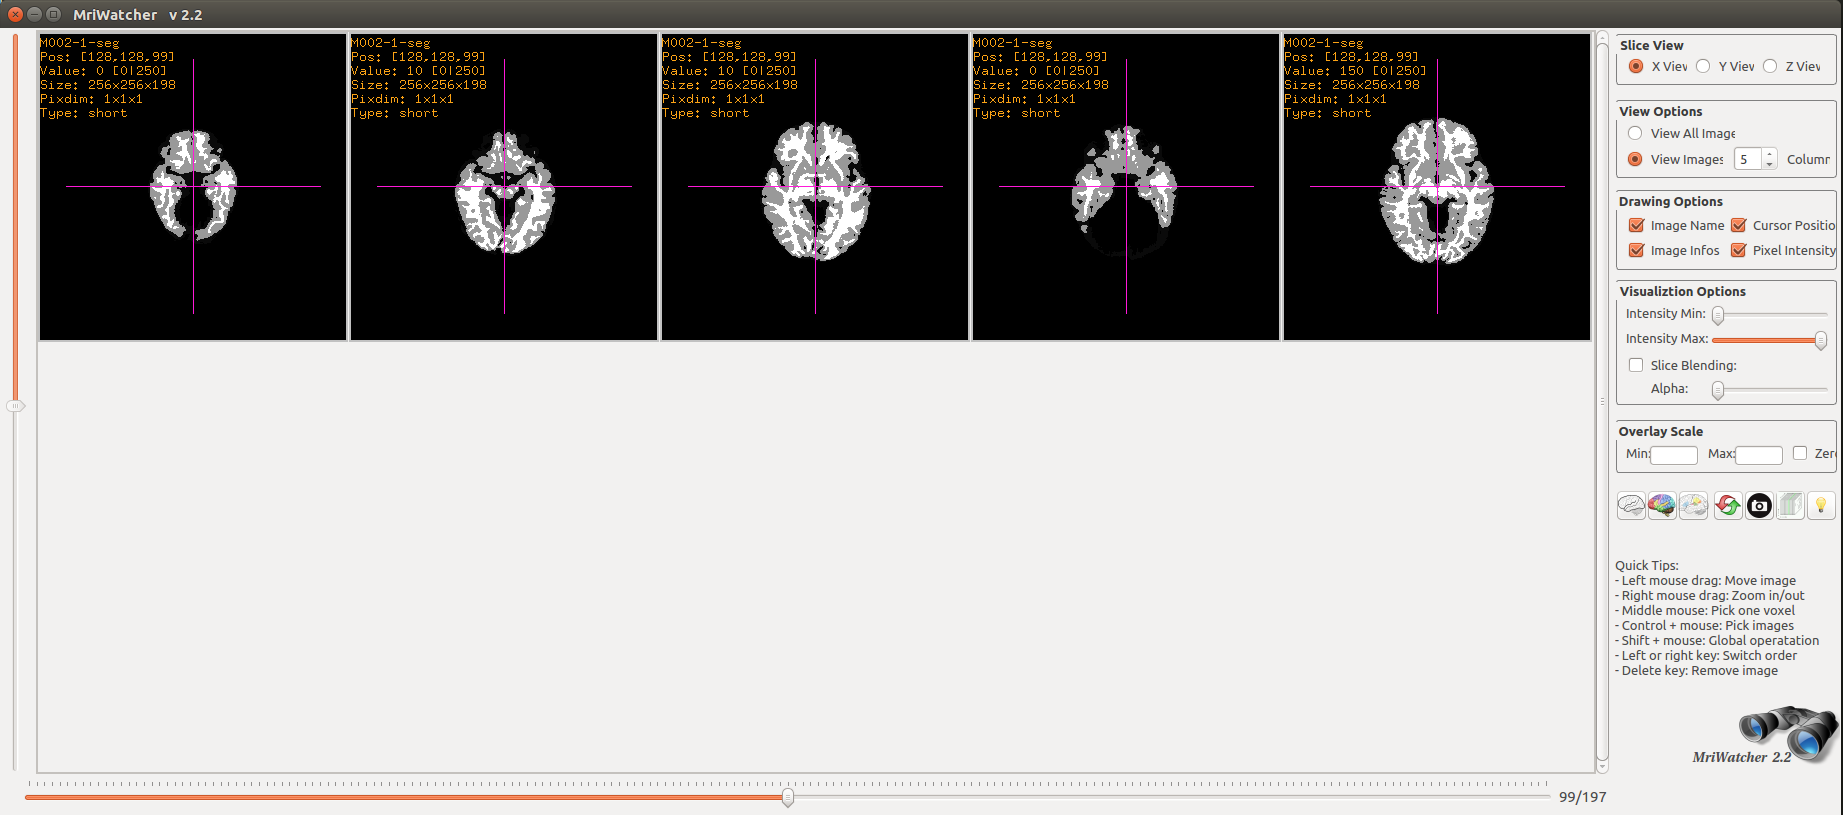 MriWatcher v 2.2
M002-1-seg
Pos: [128,128,99]
Value: 0 [0|250]
Size: 256x256x198
Pixdim: 1x1x1
Type: short
M002-1-seg
Pos: [128,128,99]
Value: 10 [0|250]
Size: 256x256x198
Pixdim: 1x1x1
Type: short
M002-1-seg
Pos: [128,128,99]
Value: 10 [0|250]
Size: 256x256x198
Pixdim: 1x1x1
Type: short
M002-1-seg
Pos: [128,128,99]
Value: 0 [0|250]
Size: 256x256x198
Pixdim: 1x1x1
Type: short
M002-1-seg
Pos: [128,128,99]
Value: 150 [0|250]
Size: 256x256x198
Pixdim: 1x1x1
Type: short
Slice View
X View Y View Z View
View Options
View All Image
View Images 5 Column
Drawing Options
Image Name Cursor Positio
Image Infos Pixel Intensity
Visualiztion Options
Intensity Min:
Intensity Max:
Slice Blending:
Alpha:
Overlay Scale
Min: Max: Zer
Quick Tips:
- Left mouse drag: Move image
- Right mouse drag: Zoom in/out
- Middle mouse: Pick one voxel
- Control + mouse: Pick images
- Shift + mouse: Global operatation
- Left or right key: Switch order
- Delete key: Remove image
MriWatcher 2.2
99/197